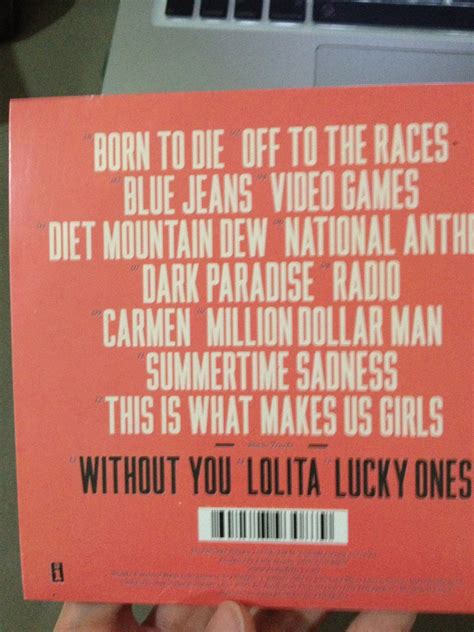 BORN TO DIE OFF TO THE RACES
BLUE JEANS VIDEO GAMES
DIET MOUNTAIN DEW NATIONAL ANTHE
DARK PARADISE RADIO
CARMEN MILLION DOLLAR MAN
SUMMERTIME SADNESS
THIS IS WHAT MAKES US GIRLS
WITHOUT YOU LOLITA LUCKY ONES